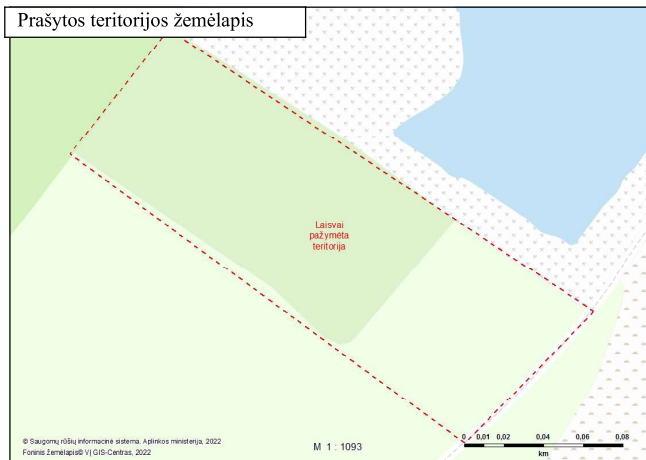 Prašytos teritorijos žemėlapis
Laisvai
pažymėta
teritorija
© Saugomų rūšių informacinė sistema. Aplinkos ministerija, 2022
Foninis žemėlapis© VĮ GIS-Centras, 2022
M 1 : 1093
0 0,01 0,02 0,04 0,06 0,08
km